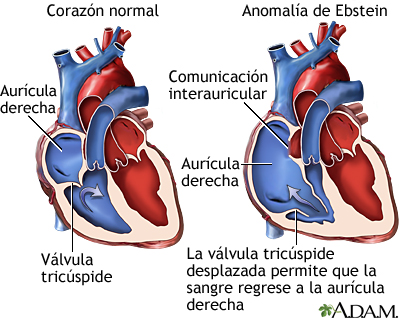 Corazón normal
Anomalía de Ebstein
Aurícula
derecha
Válvula
tricúspide
Comunicación
interauricular
Aurícula
derecha
La válvula tricúspide
desplazada permite que la
sangre regrese a la aurícula
derecha
ADAM.